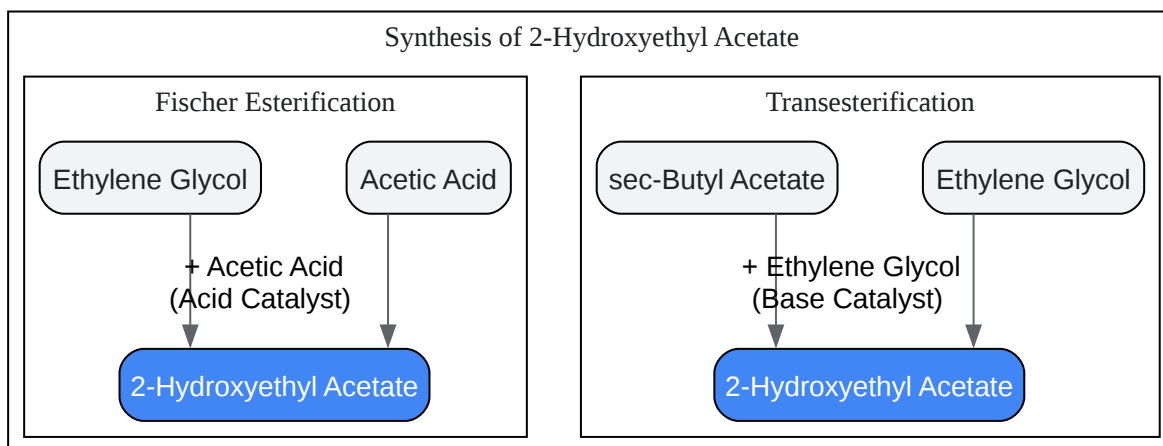 Synthesis of 2-Hydroxyethyl Acetate
Fischer Esterification
Ethylene Glycol
Acetic Acid
+ Acetic Acid
(Acid Catalyst)
2-Hydroxyethyl Acetate
Transesterification
sec-Butyl Acetate
Ethylene Glycol
+ Ethylene Glycol
(Base Catalyst)
2-Hydroxyethyl Acetate